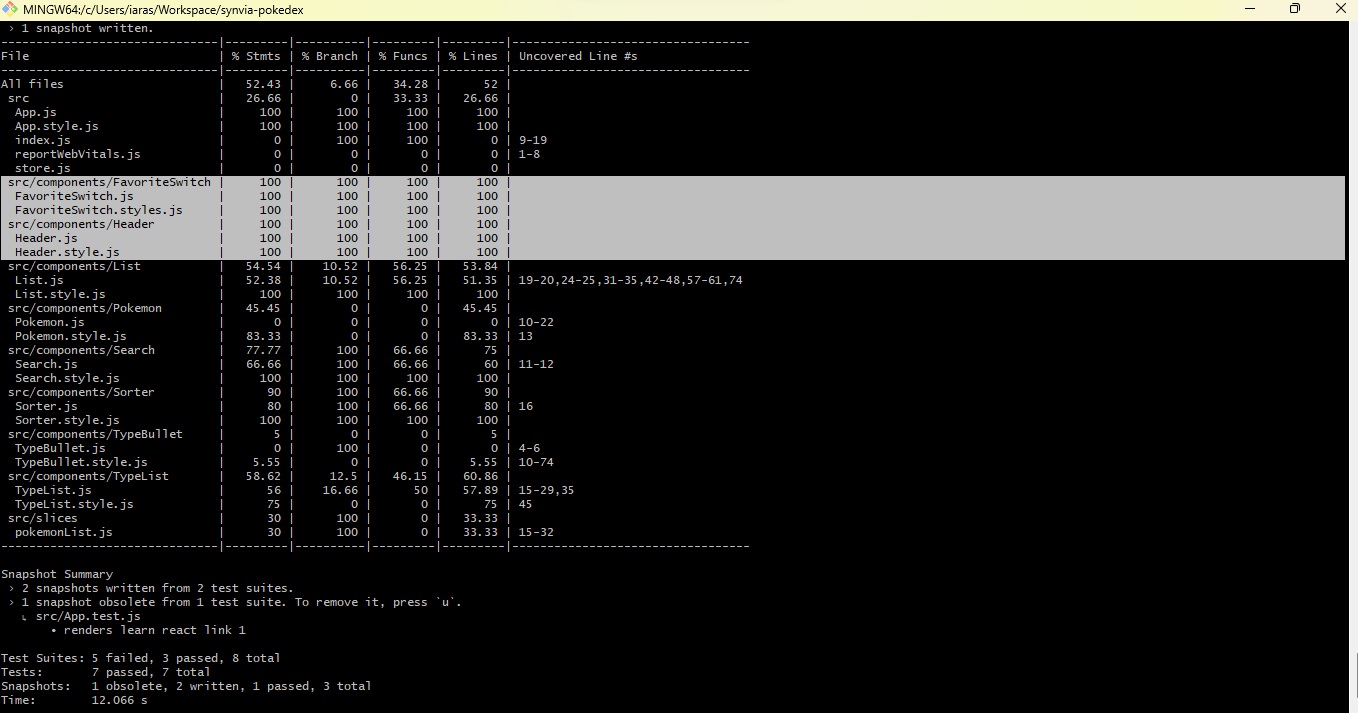 MINGW64:/c/Users/iaras/Workspace/synvia-pokedex
› 1 snapshot written.
-------------------------------|---------|----------|---------|---------|----------------------------------
File                           | % Stmts | % Branch | % Funcs | % Lines | Uncovered Line #s
-------------------------------|---------|----------|---------|---------|----------------------------------
All files                      |   52.43 |     6.66 |   34.28 |      52 |
 src                           |   26.66 |        0 |   33.33 |   26.66 |
  App.js                       |     100 |      100 |     100 |     100 |
  App.style.js                 |     100 |      100 |     100 |     100 |
  index.js                     |       0 |      100 |     100 |       0 | 9-19
  reportWebVitals.js           |       0 |        0 |       0 |       0 | 1-8
  store.js                     |       0 |        0 |       0 |       0 |
 src/components/FavoriteSwitch |     100 |      100 |     100 |     100 |
  FavoriteSwitch.js            |     100 |      100 |     100 |     100 |
  FavoriteSwitch.styles.js     |     100 |      100 |     100 |     100 |
 src/components/Header         |     100 |      100 |     100 |     100 |
  Header.js                    |     100 |      100 |     100 |     100 |
  Header.style.js              |     100 |      100 |     100 |     100 |
 src/components/List           |   54.54 |    10.52 |   56.25 |   53.84 |
  List.js                      |   52.38 |    10.52 |   56.25 |   51.35 | 19-20,24-25,31-35,42-48,57-61,74
  List.style.js                |     100 |      100 |     100 |     100 |
 src/components/Pokemon        |   45.45 |        0 |       0 |   45.45 |
  Pokemon.js                   |       0 |        0 |       0 |       0 | 10-22
  Pokemon.style.js             |   83.33 |        0 |       0 |   83.33 | 13
 src/components/Search         |   77.77 |      100 |   66.66 |      75 |
  Search.js                    |   66.66 |      100 |   66.66 |      60 | 11-12
  Search.style.js              |     100 |      100 |     100 |     100 |
 src/components/Sorter         |      90 |      100 |   66.66 |      90 |
  Sorter.js                    |      80 |      100 |   66.66 |      80 | 16
  Sorter.style.js              |     100 |      100 |     100 |     100 |
 src/components/TypeBullet     |       5 |        0 |       0 |       5 |
  TypeBullet.js                |       0 |      100 |       0 |       0 | 4-6
  TypeBullet.style.js          |    5.55 |        0 |       0 |    5.55 | 10-74
 src/components/TypeList       |   58.62 |     12.5 |   46.15 |   60.86 |
  TypeList.js                  |      56 |    16.66 |      50 |   57.89 | 15-29,35
  TypeList.style.js            |      75 |        0 |       0 |      75 | 45
 src/slices                    |      30 |      100 |       0 |   33.33 |
  pokemonList.js               |      30 |      100 |       0 |   33.33 | 15-32
-------------------------------|---------|----------|---------|---------|----------------------------------
Snapshot Summary
› 2 snapshots written from 2 test suites.
› 1 snapshot obsolete from 1 test suite. To remove it, press `u`.
↳ src/App.test.js
• renders learn react link 1
Test Suites: 5 failed, 3 passed, 8 total
Tests:       7 passed, 7 total
Snapshots:   1 obsolete, 2 written, 1 passed, 3 total
Time:        12.066 s